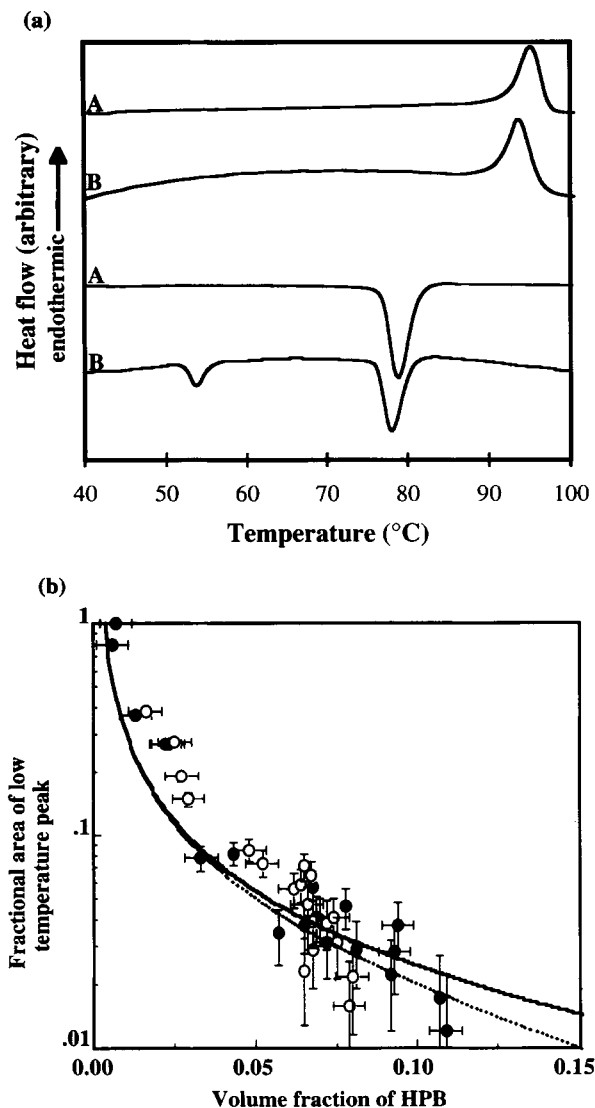 (a)
A
B
A
B
Heat flow (arbitrary)
endothermic
40 50 60 70 80 90 100
Temperature (°C)
(b)
1
.1
.01
Fractional area of low
temperature peak
0.00 0.05 0.10 0.15
Volume fraction of HPB